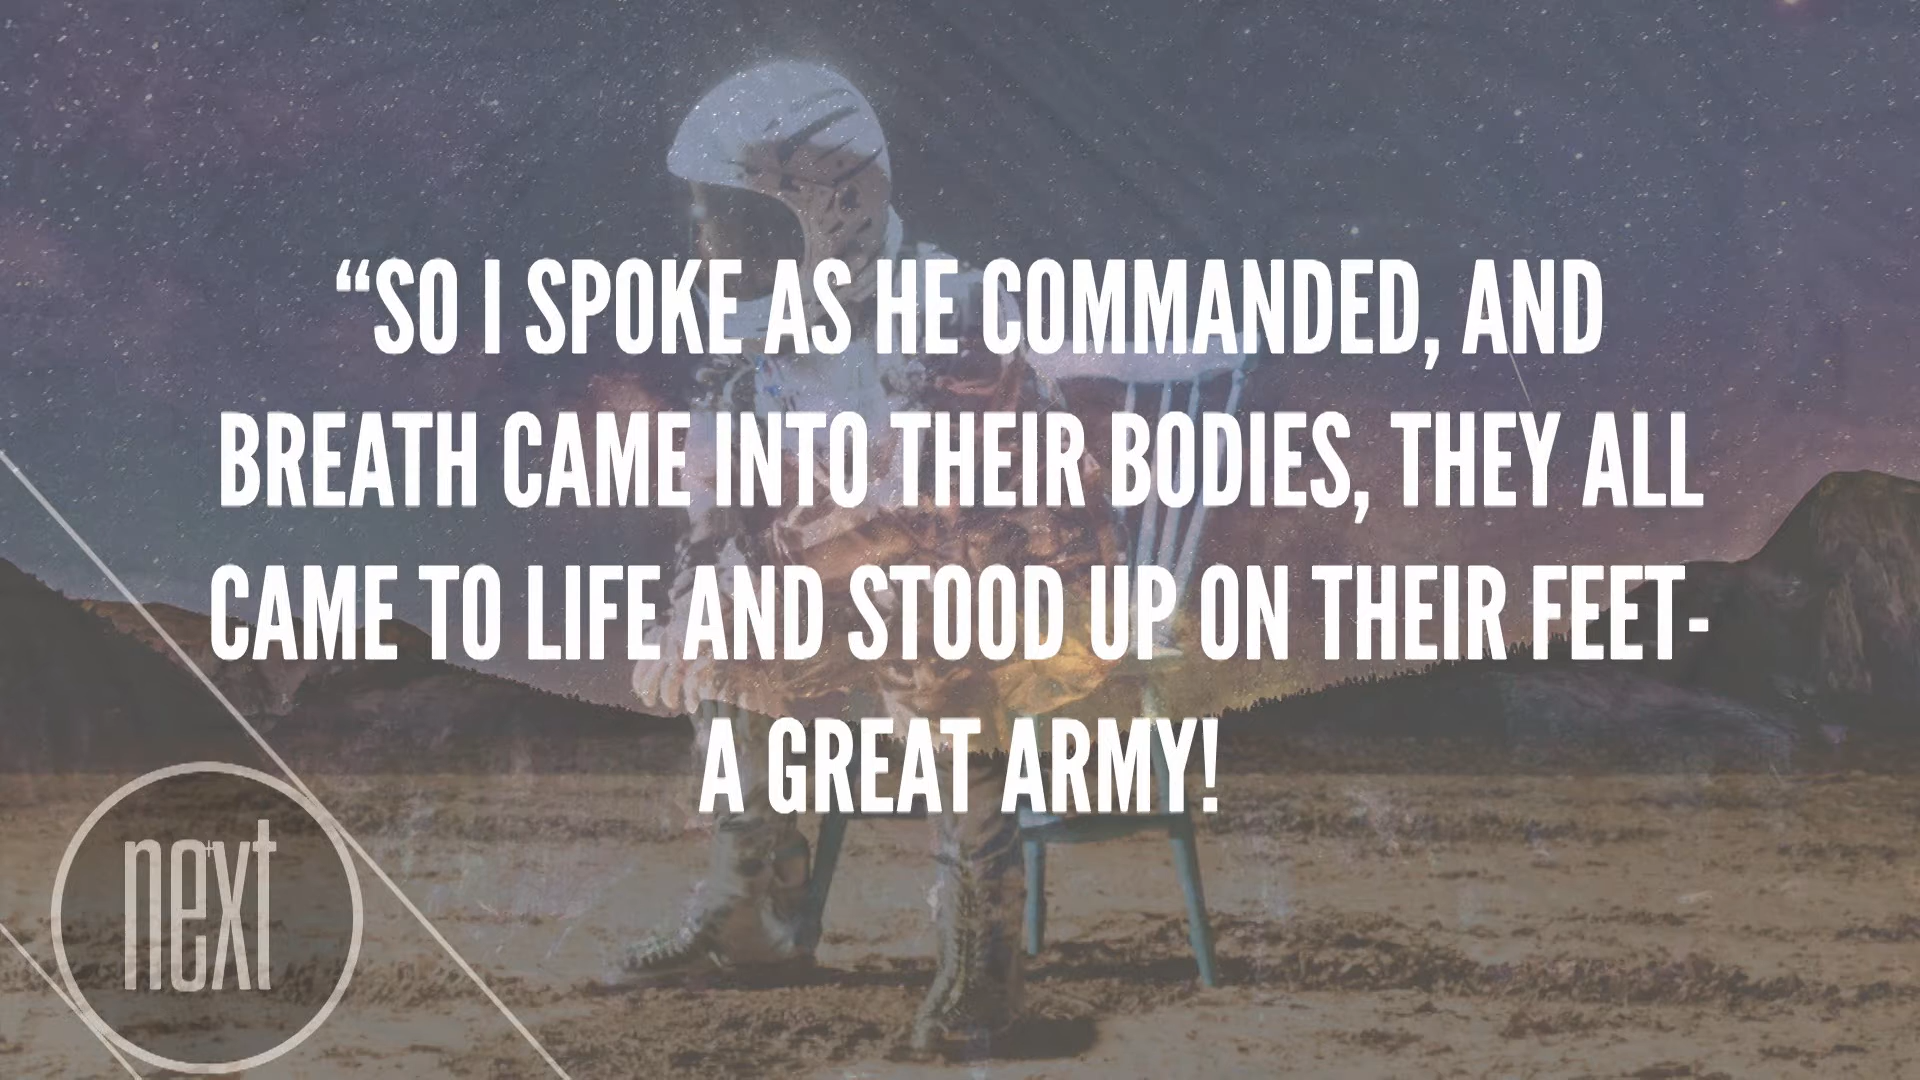 “SO I SPOKE AS HE COMMANDED, AND
BREATH CAME INTO THEIR BODIES, THEY ALL
CAME TO LIFE AND STOOD UP ON THEIR FEET-
A GREAT ARMY!
next